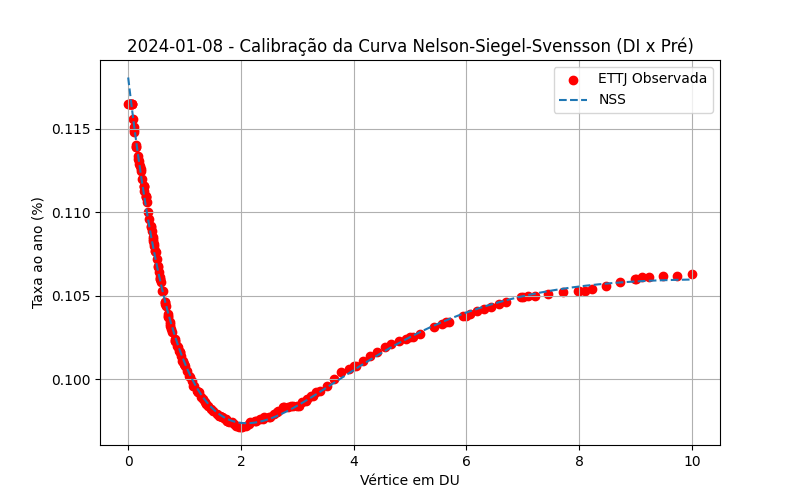 2024-01-08 - Calibração da Curva Nelson-Siegel-Svensson (DI x Pré)
ETTJ Observada
NSS
Taxa ao ano (%)
0.115
0.110
0.105
0.100
0
2
4
6
8
10
Vértice em DU